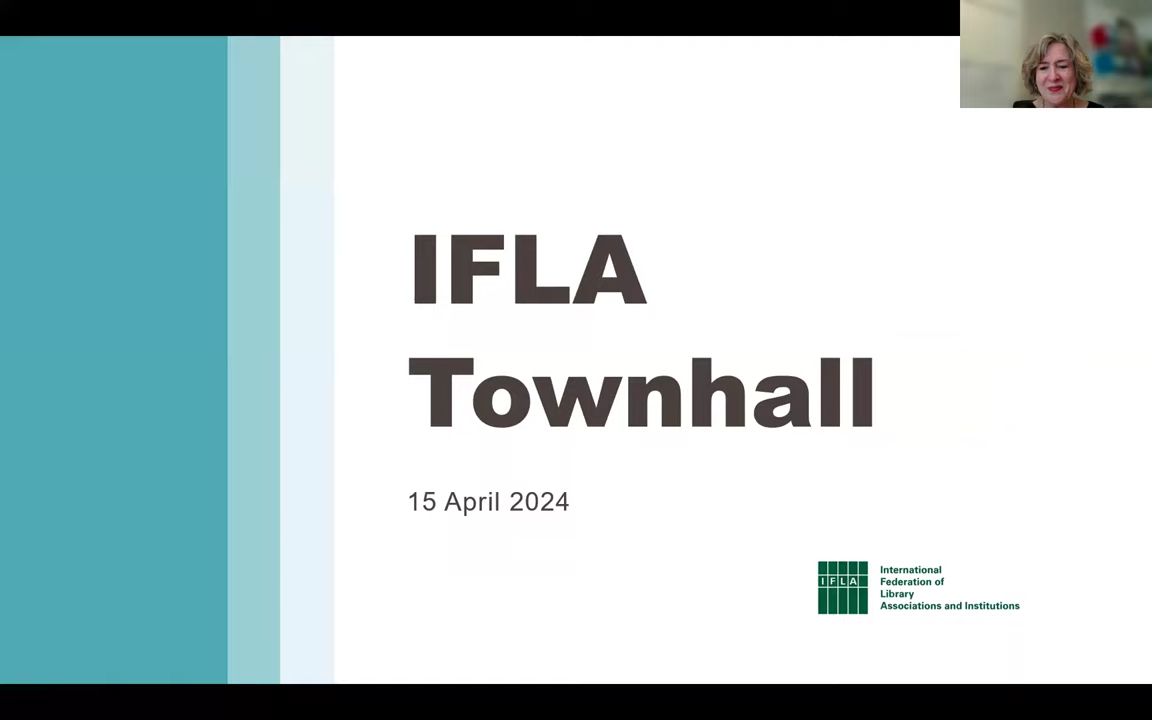 IFLA
Townhall
15 April 2024
IFLA
International
Federation of
Library
Associations and Institutions